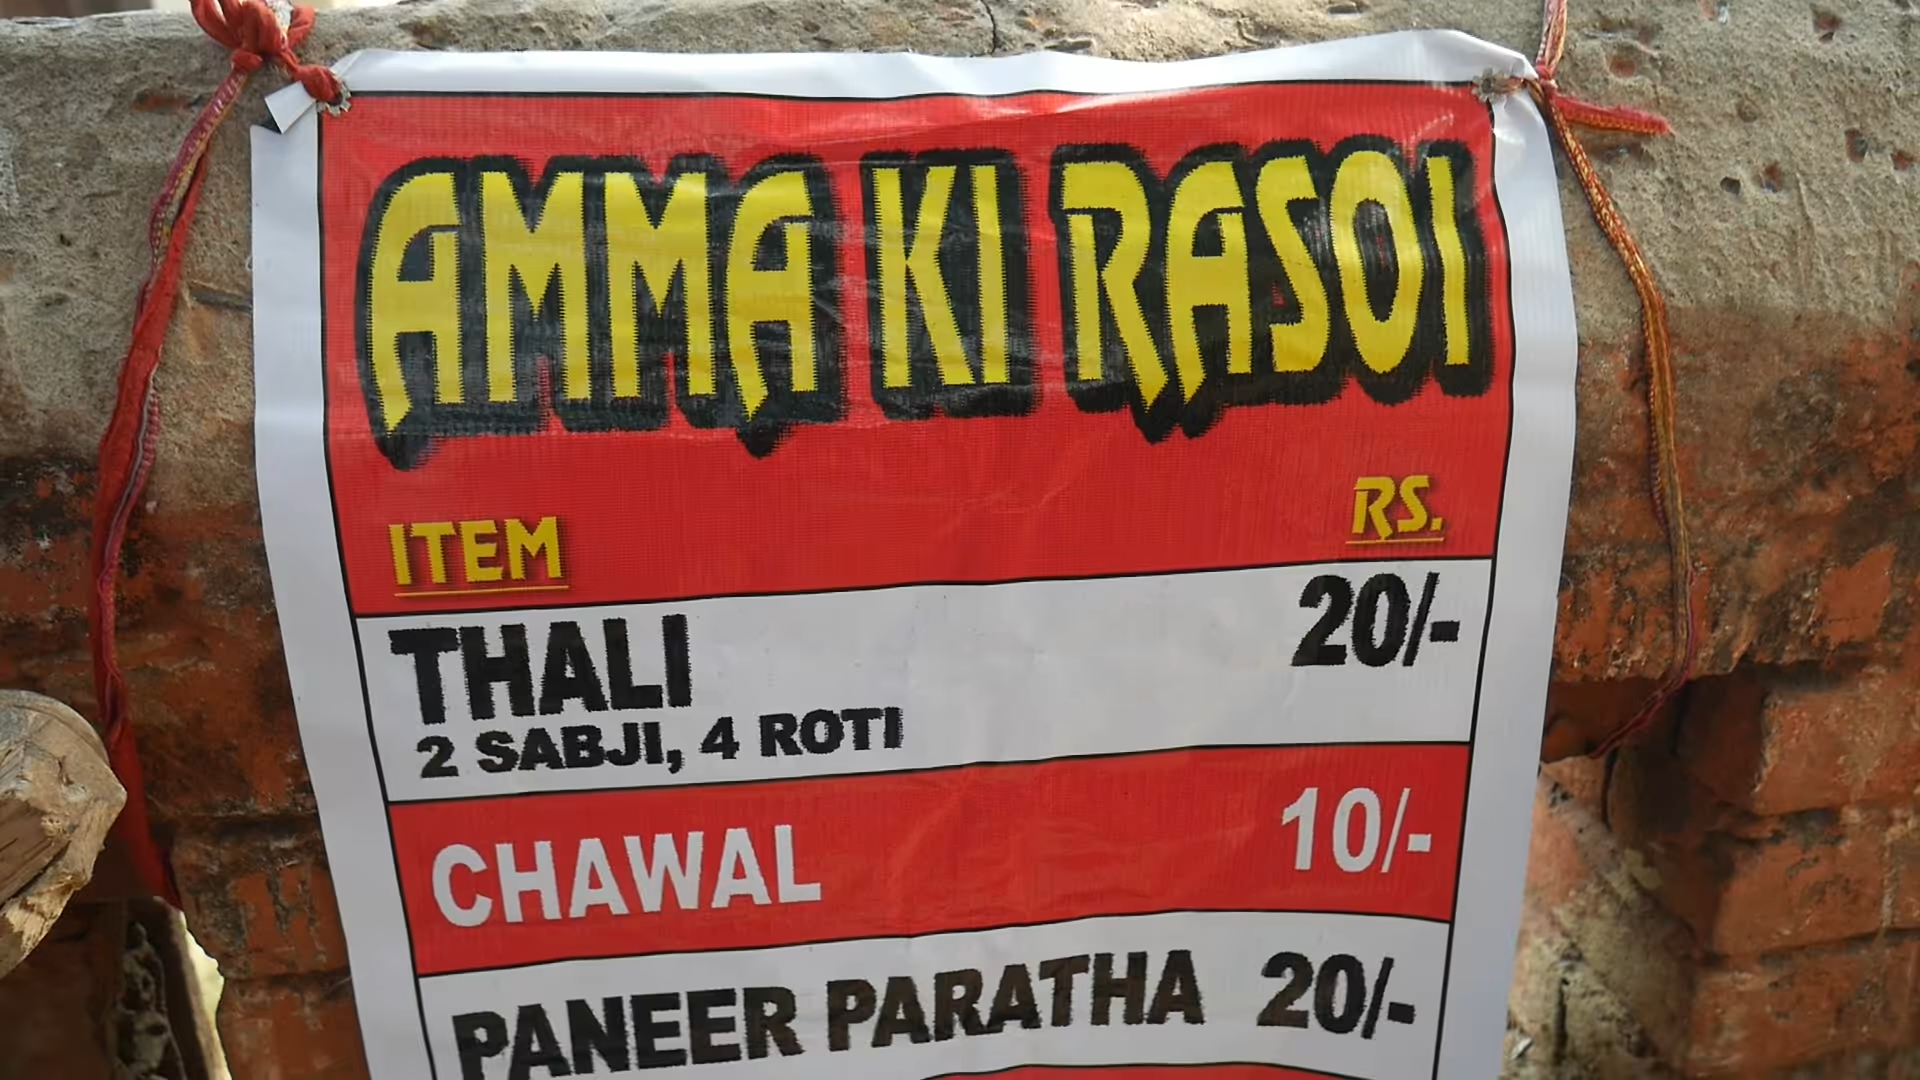 AMMA KI RASOI
ITEM RS.
THALI 20/-
2 SABJI, 4 ROTI
CHAWAL 10/-
PANEER PARATHA 20/-